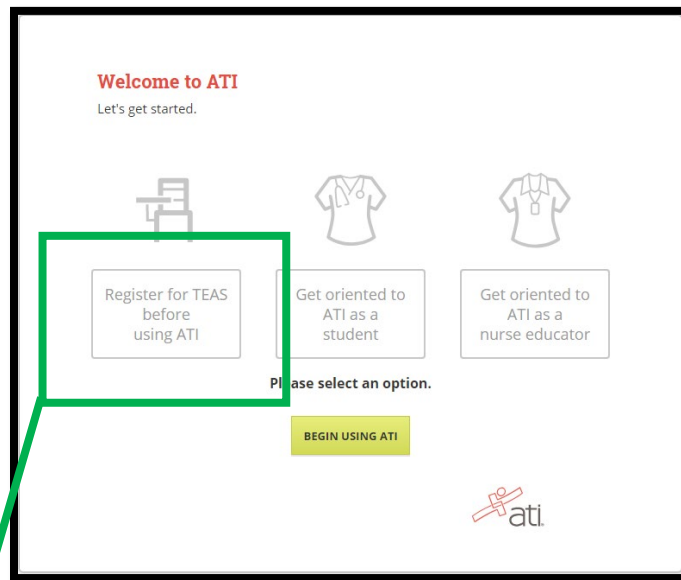 Welcome to ATI
Let's get started.
Register for TEAS
before
using ATI
Get oriented to
ATI as a
student
Get oriented to
ATI as a
nurse educator
Please select an option.
BEGIN USING ATI
ati